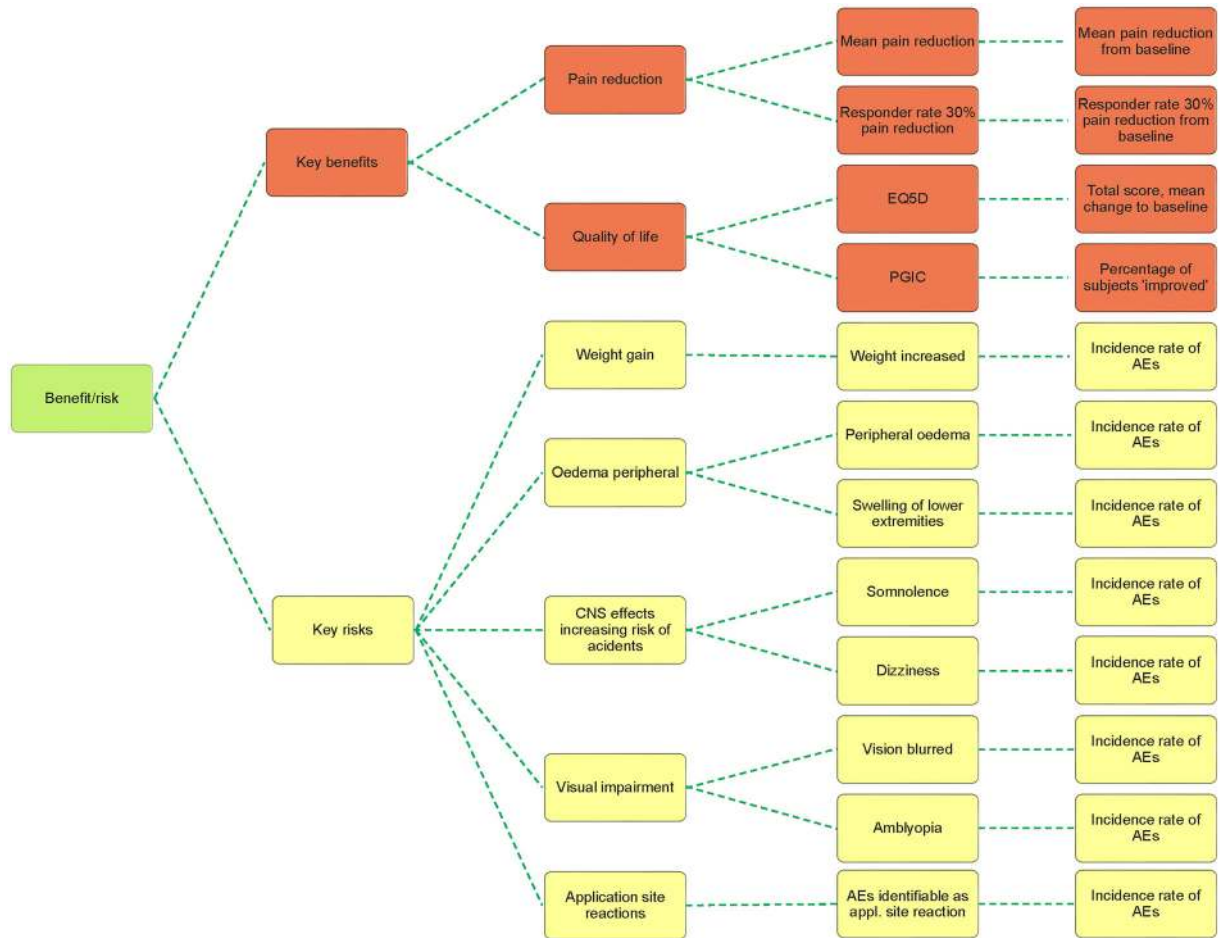 Mean pain reduction
Mean pain reduction
from baseline
Pain reduction
Responder rate 30%
pain reduction
Responder rate 30%
pain reduction from
baseline
Key benefits
EQ5D
Total score, mean
change to baseline
Quality of life
PGIC
Percentage of
subjects 'improved'
Weight gain
Weight increased
Incidence rate of
AEs
Benefit/risk
Peripheral oedema
Incidence rate of
AEs
Oedema peripheral
Swelling of lower
extremities
Incidence rate of
AEs
Somnolence
Incidence rate of
AEs
Key risks
CNS effects
increasing risk of
acidents
Dizziness
Incidence rate of
AEs
Vision blurred
Incidence rate of
AEs
Visual impairment
Amblyopia
Incidence rate of
AEs
Application site
reactions
AEs identifiable as
appl. site reaction
Incidence rate of
AEs